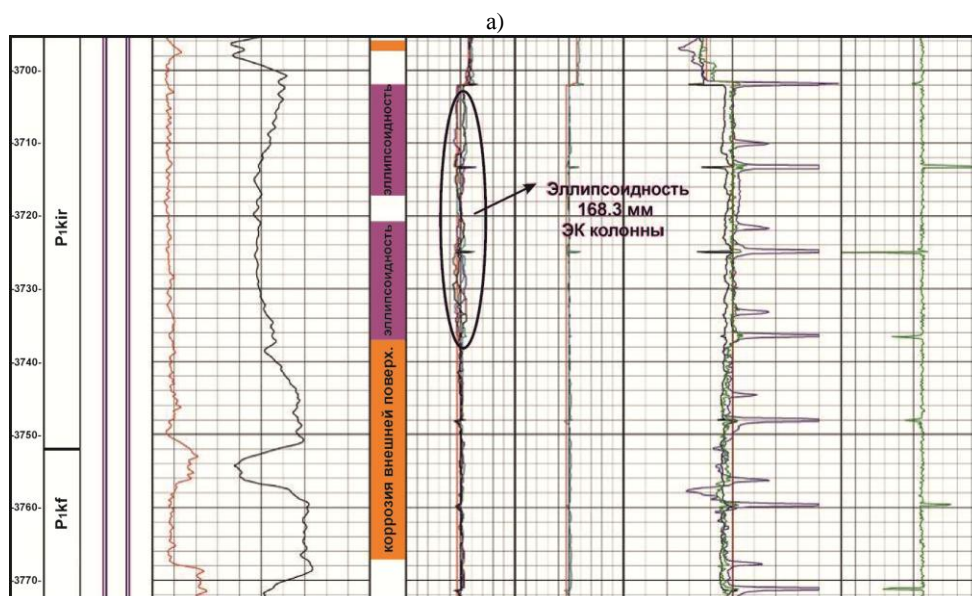 а)
3700-
3710-
3720-
3730-
3740-
3750-
3760-
3770-
P1kir
P1kf
эллипсоидность
эллипсоидность
коррозия внешней поверх.
Эллипсоидность
168.3 мм
ЭК колонны